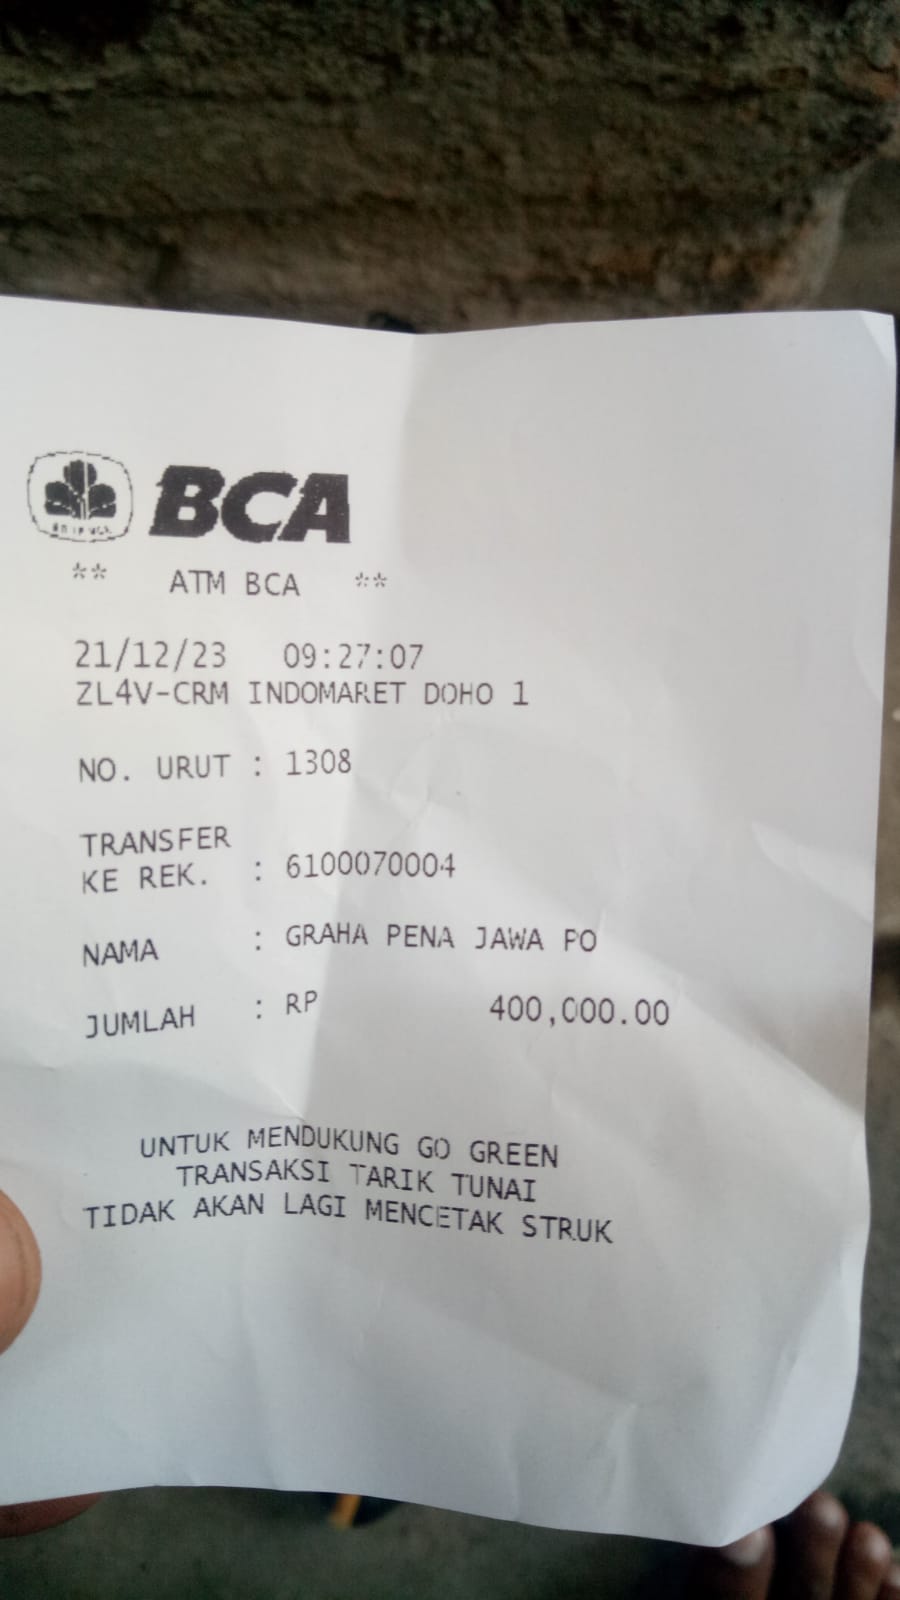 BCA
** ATM BCA **
21/12/23 09:27:07
ZL4V-CRM INDOMARET DOHO 1
NO. URUT : 1308
TRANSFER
KE REK. : 6100070004
NAMA : GRAHA PENA JAWA PO
JUMLAH : RP 400,000.00
UNTUK MENDUKUNG GO GREEN
TRANSAKSI TARIK TUNAI
TIDAK AKAN LAGI MENCETAK STRUK